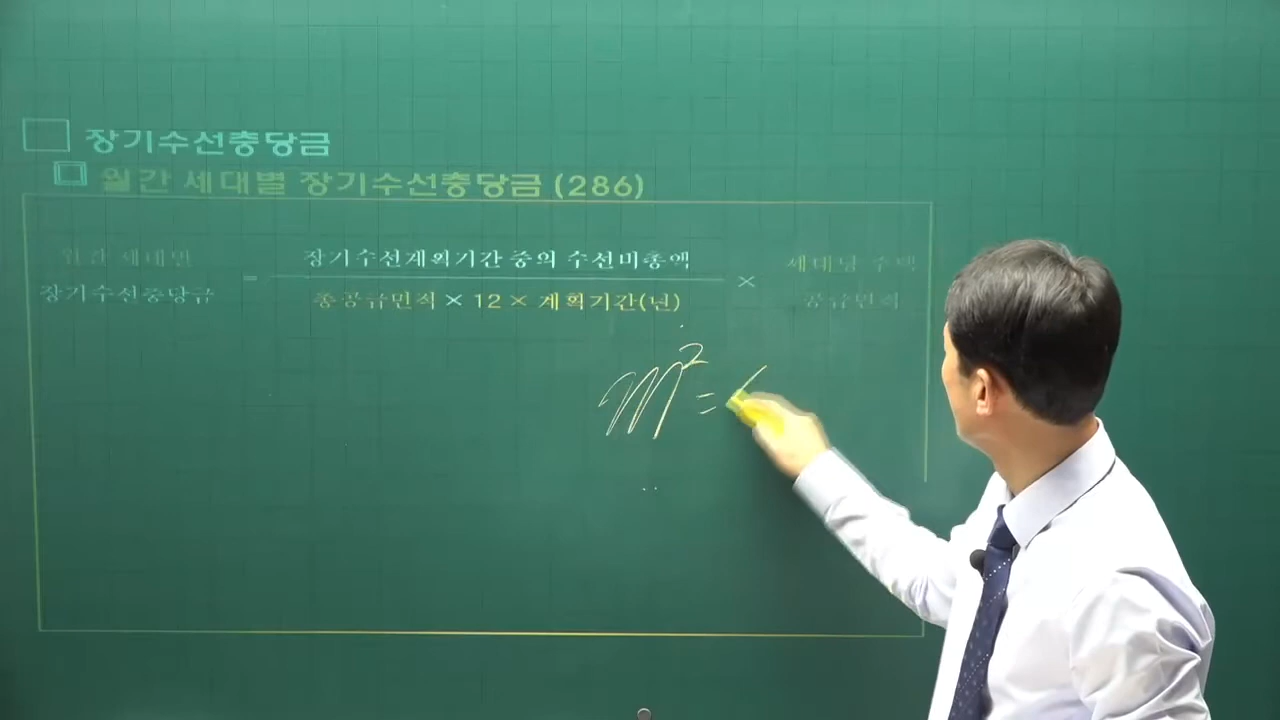 장기수선충당금
월간 세대별 장기수선충당금 (286)
월간 세대별 장기수선충당금 = 장기수선계획기간 중의 수선비총액 / 총공급면적 × 12 × 계획기간(년) × 세대당 주택 공급면적
m² =